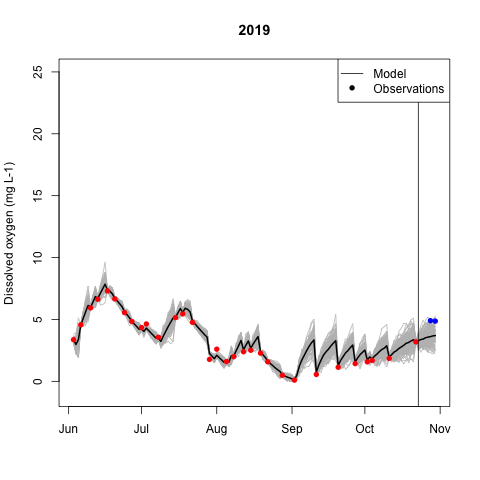 2019
Model
Observations
Dissolved oxygen (mg L-1)
25
20
15
10
5
0
Jun Jul Aug Sep Oct Nov